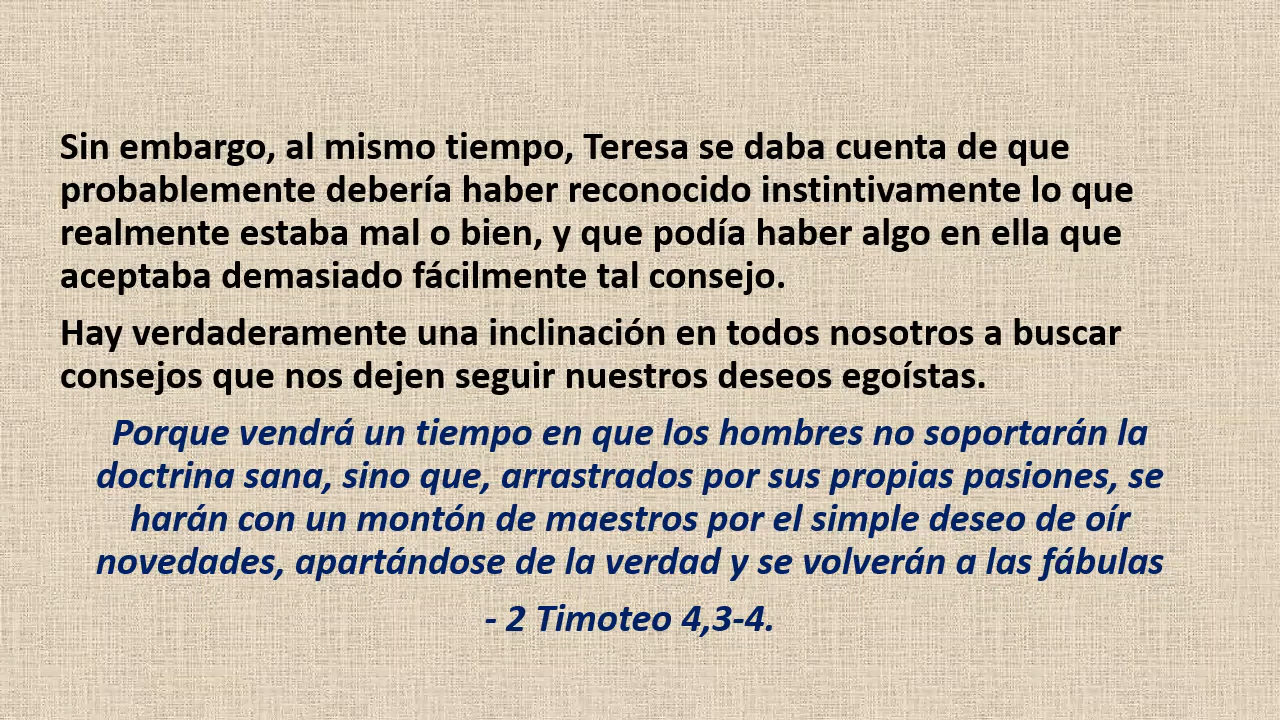 Sin embargo, al mismo tiempo, Teresa se daba cuenta de que
probablemente debería haber reconocido instintivamente lo que
realmente estaba mal o bien, y que podía haber algo en ella que
aceptaba demasiado fácilmente tal consejo.
Hay verdaderamente una inclinación en todos nosotros a buscar
consejos que nos dejen seguir nuestros deseos egoístas.
Porque vendrá un tiempo en que los hombres no soportarán la
doctrina sana, sino que, arrastrados por sus propias pasiones, se
harán con un montón de maestros por el simple deseo de oír
novedades, apartándose de la verdad y se volverán a las fábulas
- 2 Timoteo 4,3-4.